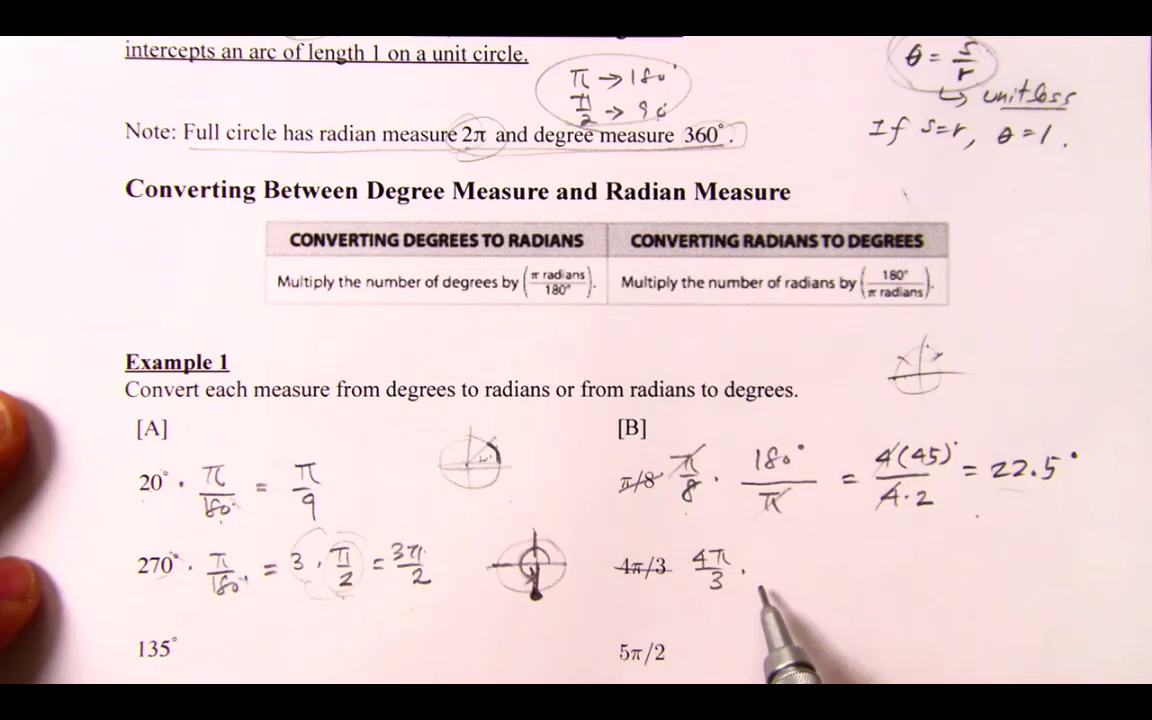 intercepts an arc of length 1 on a unit circle.
π → 180°
π/2 → 90°
θ = s/r
↳ unitless
If s=r, θ = 1.
Note: Full circle has radian measure 2π and degree measure 360°.
Converting Between Degree Measure and Radian Measure
CONVERTING DEGREES TO RADIANS
Multiply the number of degrees by (π radians/180°).
CONVERTING RADIANS TO DEGREES
Multiply the number of radians by (180°/π radians).
Example 1
Convert each measure from degrees to radians or from radians to degrees.
[A]
20° · π/180° = π/9
270° · π/180° = 3 · π/2 = 3π/2
135°
[B]
π/8 π/8 · 180°/π = 4(45)°/4·2 = 22.5°
4π/3 4π/3 ·
5π/2